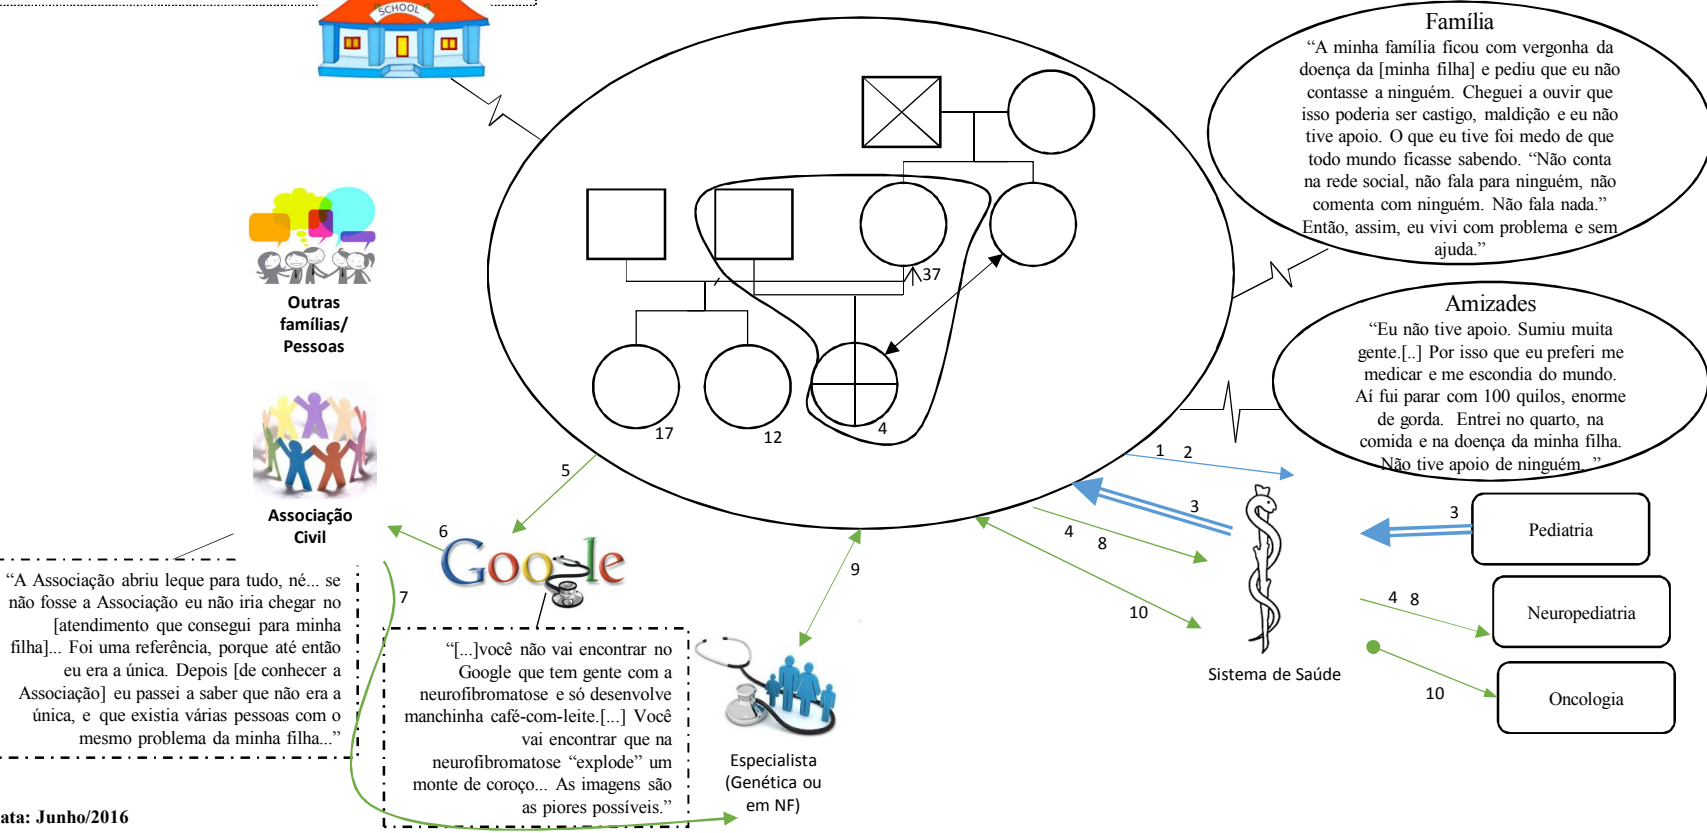 SCHOOL
Família
“A minha família ficou com vergonha da
doença da [minha filha] e pediu que eu não
contasse a ninguém. Cheguei a ouvir que
isso poderia ser castigo, maldição e eu não
tive apoio. O que eu tive foi medo de que
todo mundo ficasse sabendo. “Não conta
na rede social, não fala para ninguém, não
comenta com ninguém. Não fala nada.”
Então, assim, eu vivi com problema e sem
ajuda.”
Outras
famílias/
Pessoas
37
17
12
4
Amizades
“Eu não tive apoio. Sumiu muita
gente.[..] Por isso que eu preferi me
medicar e me escondia do mundo.
Aí fui parar com 100 quilos, enorme
de gorda. Entrei no quarto, na
comida e na doença da minha filha.
Não tive apoio de ninguém. ”
Associação
Civil
5
6
Google
7
9
1 2
3
4 8
10
Sistema de Saúde
3
Pediatria
4 8
Neuropediatria
10
Oncologia
“A Associação abriu leque para tudo, né... se
não fosse a Associação eu não iria chegar no
[atendimento que consegui para minha
filha]... Foi uma referência, porque até então
eu era a única. Depois [de conhecer a
Associação] eu passei a saber que não era a
única, e que existia várias pessoas com o
mesmo problema da minha filha...”
“[...]você não vai encontrar no
Google que tem gente com a
neurofibromatose e só desenvolve
manchinha café-com-leite.[...] Você
vai encontrar que na
neurofibromatose “explode” um
monte de coroço... As imagens são
as piores possíveis.”
Especialista
(Genética ou
em NF)
ata: Junho/2016